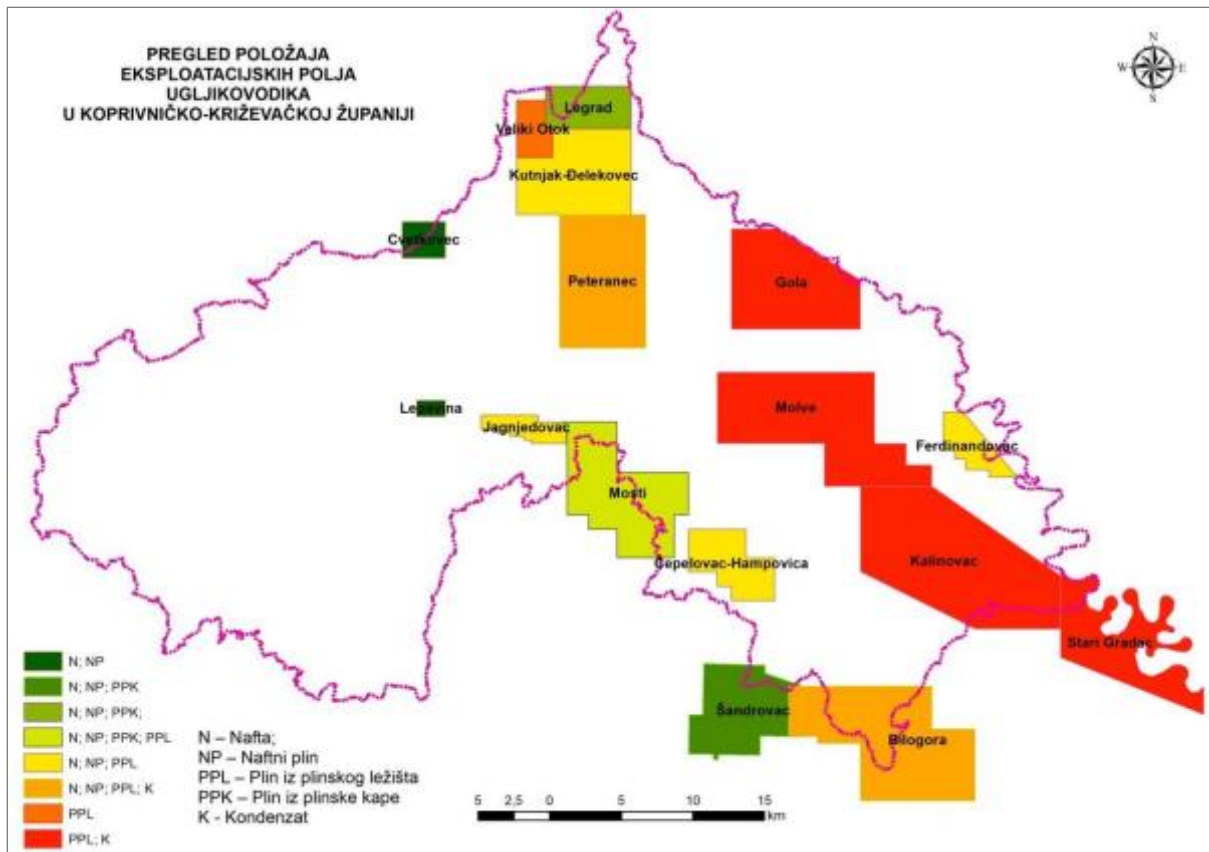 PREGLED POLOŽAJA
EKSPLOATACIJSKIH POLJA
UGLJIKOVODIKA
U KOPRIVNIČKO-KRIŽEVAČKOJ ŽUPANIJI
N
W E
S
Legrad
Veliki Otok
Kutnjak-Đelekovec
Cvetkovec
Peteranec
Gola
Lepavina
Molve
Jagnjedovac
Ferdinandovac
Mosti
Čepelovac-Hampovica
Kalinovac
Stari Gradac
Šandrovac
Bilogora
N; NP
N; NP; PPK
N; NP; PPK;
N; NP; PPK; PPL
N; NP; PPL
N; NP; PPL; K
PPL
PPL; K
N – Nafta;
NP – Naftni plin
PPL – Plin iz plinskog ležišta
PPK – Plin iz plinske kape
K - Kondenzat
5 2,5 0 5 10 15
km